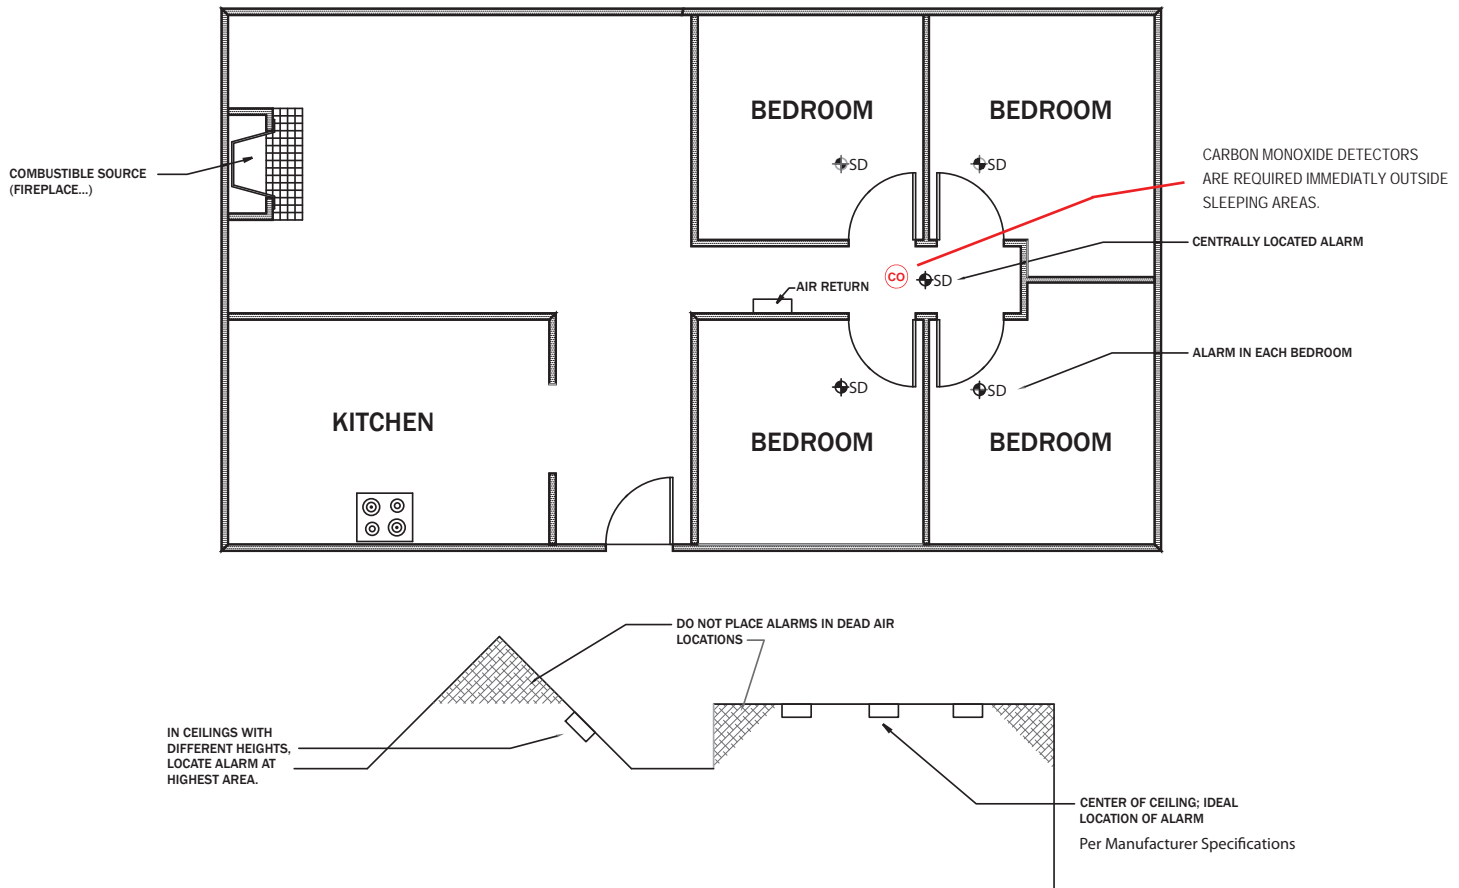 BEDROOM
BEDROOM
SD
SD
COMBUSTIBLE SOURCE
(FIREPLACE...)
CARBON MONOXIDE DETECTORS
ARE REQUIRED IMMEDIATLY OUTSIDE
SLEEPING AREAS.
CENTRALLY LOCATED ALARM
CO
SD
AIR RETURN
ALARM IN EACH BEDROOM
SD
SD
KITCHEN
BEDROOM
BEDROOM
DO NOT PLACE ALARMS IN DEAD AIR
LOCATIONS
IN CEILINGS WITH
DIFFERENT HEIGHTS,
LOCATE ALARM AT
HIGHEST AREA.
CENTER OF CEILING; IDEAL
LOCATION OF ALARM
Per Manufacturer Specifications